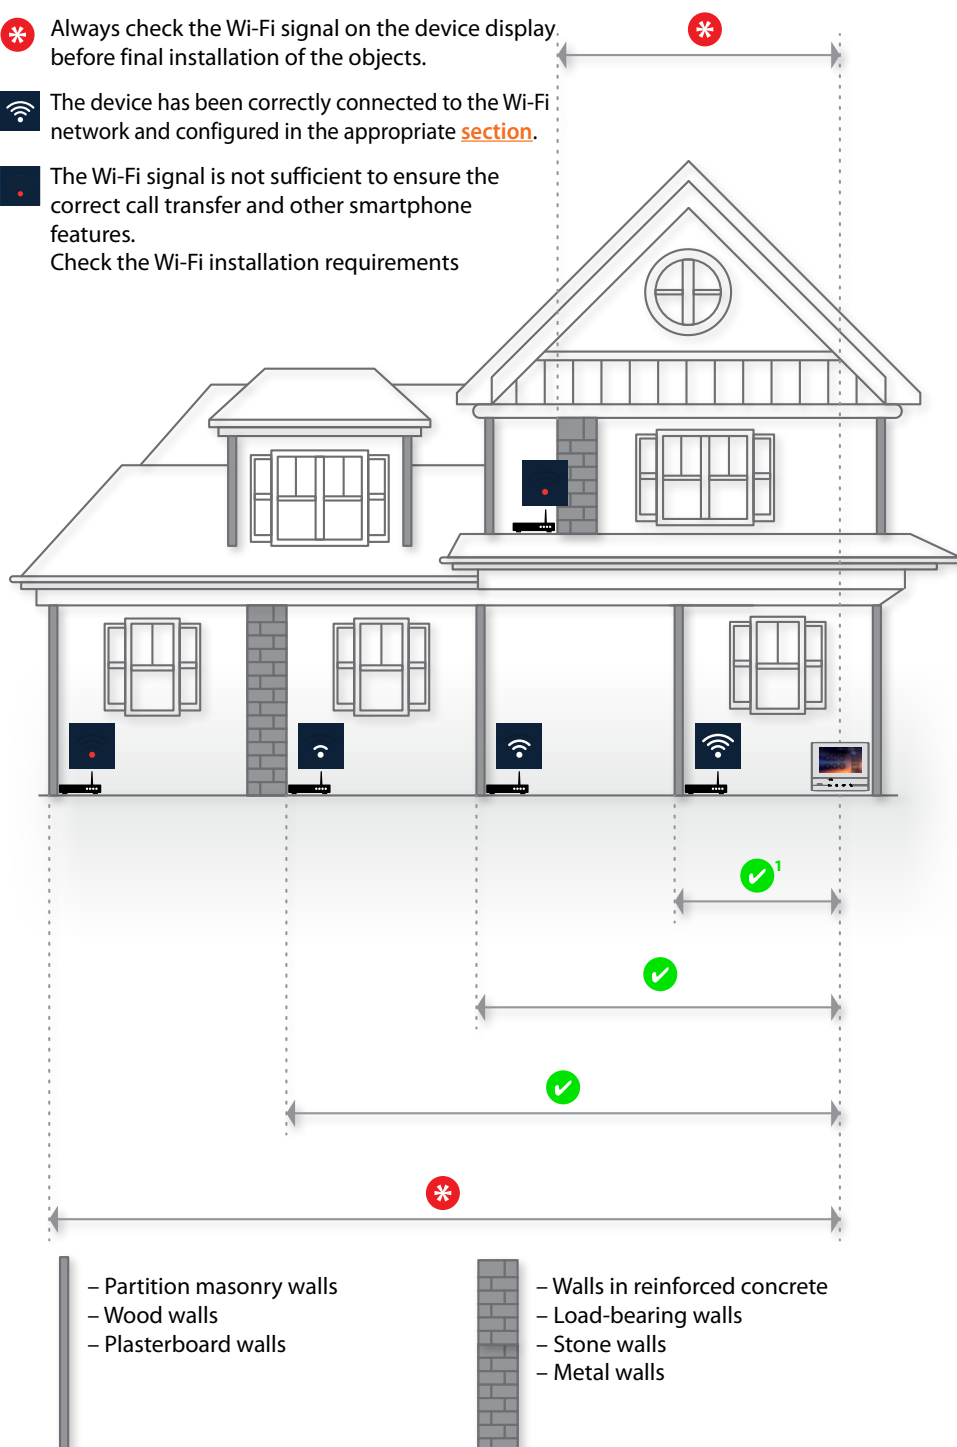 Always check the Wi-Fi signal on the device display
before final installation of the objects.
The device has been correctly connected to the Wi-Fi
network and configured in the appropriate section.
The Wi-Fi signal is not sufficient to ensure the
correct call transfer and other smartphone
features.
Check the Wi-Fi installation requirements
1
– Partition masonry walls
– Wood walls
– Plasterboard walls
– Walls in reinforced concrete
– Load-bearing walls
– Stone walls
– Metal walls